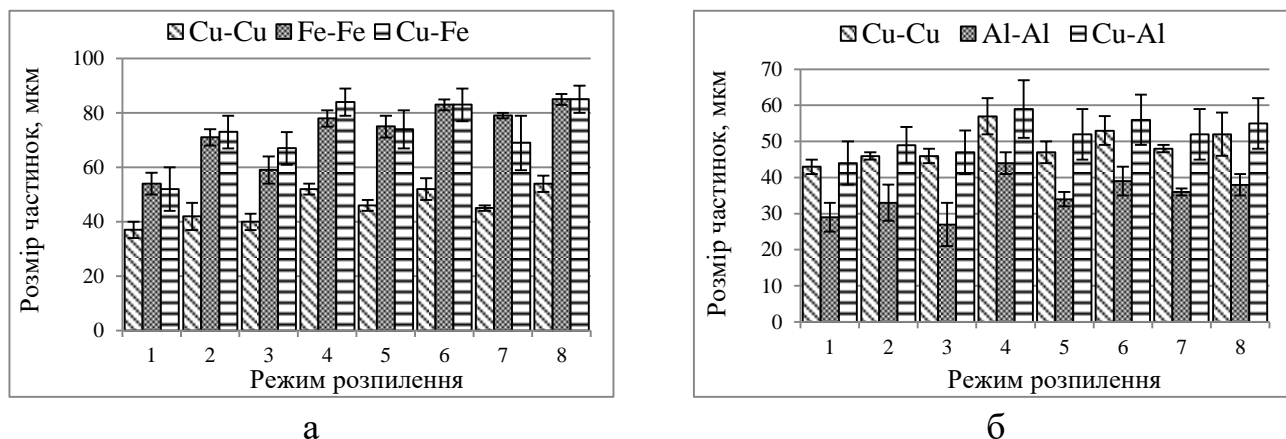 Cu-Cu Fe-Fe Cu-Fe
100
80
60
40
20
0
Розмір частинок, мкм
1 2 3 4 5 6 7 8
Режим розпилення
а
Cu-Cu Al-Al Cu-Al
70
60
50
40
30
20
10
0
Розмір частинок, мкм
1 2 3 4 5 6 7 8
Режим розпилення
б